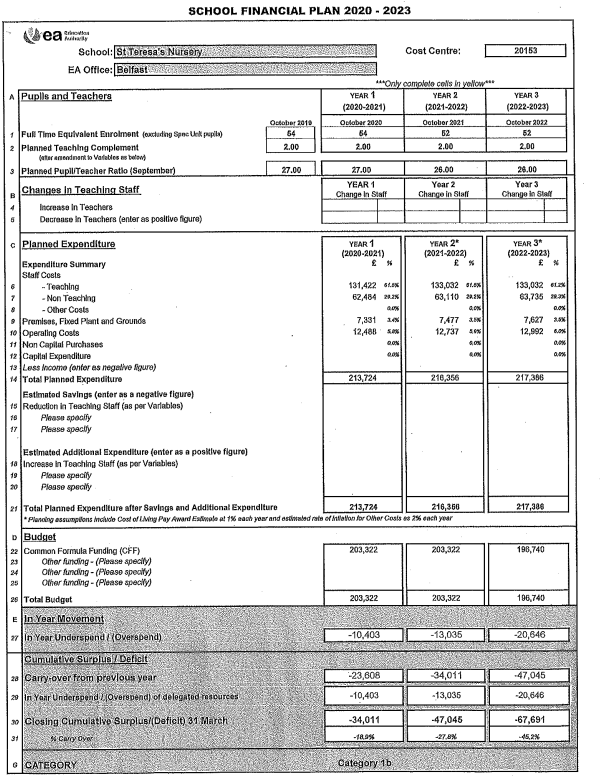 SCHOOL FINANCIAL PLAN 2020 - 2023
ea Education Authority
School: St Teresa's Nursery Cost Centre: 20153
EA Office: Belfast
***Only complete cells in yellow***
A Pupils and Teachers YEAR 1 YEAR 2 YEAR 3
(2020-2021) (2021-2022) (2022-2023)
October 2019 October 2020 October 2021 October 2022
1 Full Time Equivalent Enrolment (excluding Spec Unit pupils) 54 54 52 52
2 Planned Teaching Complement 2.00 2.00 2.00 2.00
(after amendment to Variables as below)
3 Planned Pupil/Teacher Ratio (September) 27.00 27.00 26.00 26.00
B Changes in Teaching Staff YEAR 1 Year 2 Year 3
Change in Staff Change in Staff Change in Staff
4 Increase in Teachers
5 Decrease in Teachers (enter as positive figure)
C Planned Expenditure YEAR 1 YEAR 2* YEAR 3*
(2020-2021) (2021-2022) (2022-2023)
Expenditure Summary £ % £ % £ %
Staff Costs
6 - Teaching 131,422 61.5% 133,032 61.5% 133,032 61.2%
7 - Non Teaching 62,484 29.2% 63,110 29.2% 63,735 29.3%
8 - Other Costs 0.0% 0.0% 0.0%
9 Premises, Fixed Plant and Grounds 7,331 3.4% 7,477 3.5% 7,627 3.5%
10 Operating Costs 12,488 5.8% 12,737 5.9% 12,992 6.0%
11 Non Capital Purchases 0.0% 0.0% 0.0%
12 Capital Expenditure 0.0% 0.0% 0.0%
13 Less Income (enter as negative figure)
14 Total Planned Expenditure 213,724 216,356 217,386
Estimated Savings (enter as a negative figure)
15 Reduction in Teaching Staff (as per Variables)
16 Please specify
17 Please specify
Estimated Additional Expenditure (enter as a positive figure)
18 Increase in Teaching Staff (as per Variables)
19 Please specify
20 Please specify
21 Total Planned Expenditure after Savings and Additional Expenditure 213,724 216,356 217,386
* Planning assumptions include Cost of Living Pay Award Estimate at 1% each year and estimated rate of Inflation for Other Costs as 2% each year
D Budget
22 Common Formula Funding (CFF) 203,322 203,322 196,740
23 Other funding - (Please specify)
24 Other funding - (Please specify)
25 Other funding - (Please specify)
26 Total Budget 203,322 203,322 196,740
E In Year Movement
27 In Year Underspend / (Overspend) -10,403 -13,035 -20,646
Cumulative Surplus / Deficit
28 Carry-over from previous year -23,608 -34,011 -47,045
29 In Year Underspend / (Overspend) of delegated resources -10,403 -13,035 -20,646
30 Closing Cumulative Surplus/(Deficit) 31 March -34,011 -47,045 -67,691
31 % Carry Over -18.9% -27.8% -45.2%
G CATEGORY Category 1b